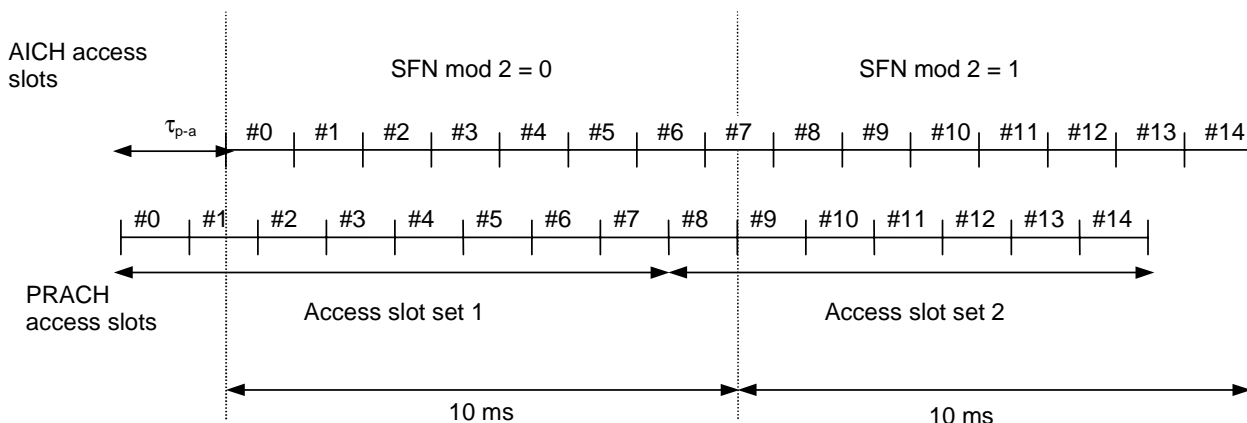 AICH access
slots
SFN mod 2 = 0
SFN mod 2 = 1
τp-a
#0 #1 #2 #3 #4 #5 #6 #7 #8 #9 #10 #11 #12 #13 #14
#0 #1 #2 #3 #4 #5 #6 #7 #8 #9 #10 #11 #12 #13 #14
PRACH
access slots
Access slot set 1
Access slot set 2
10 ms
10 ms